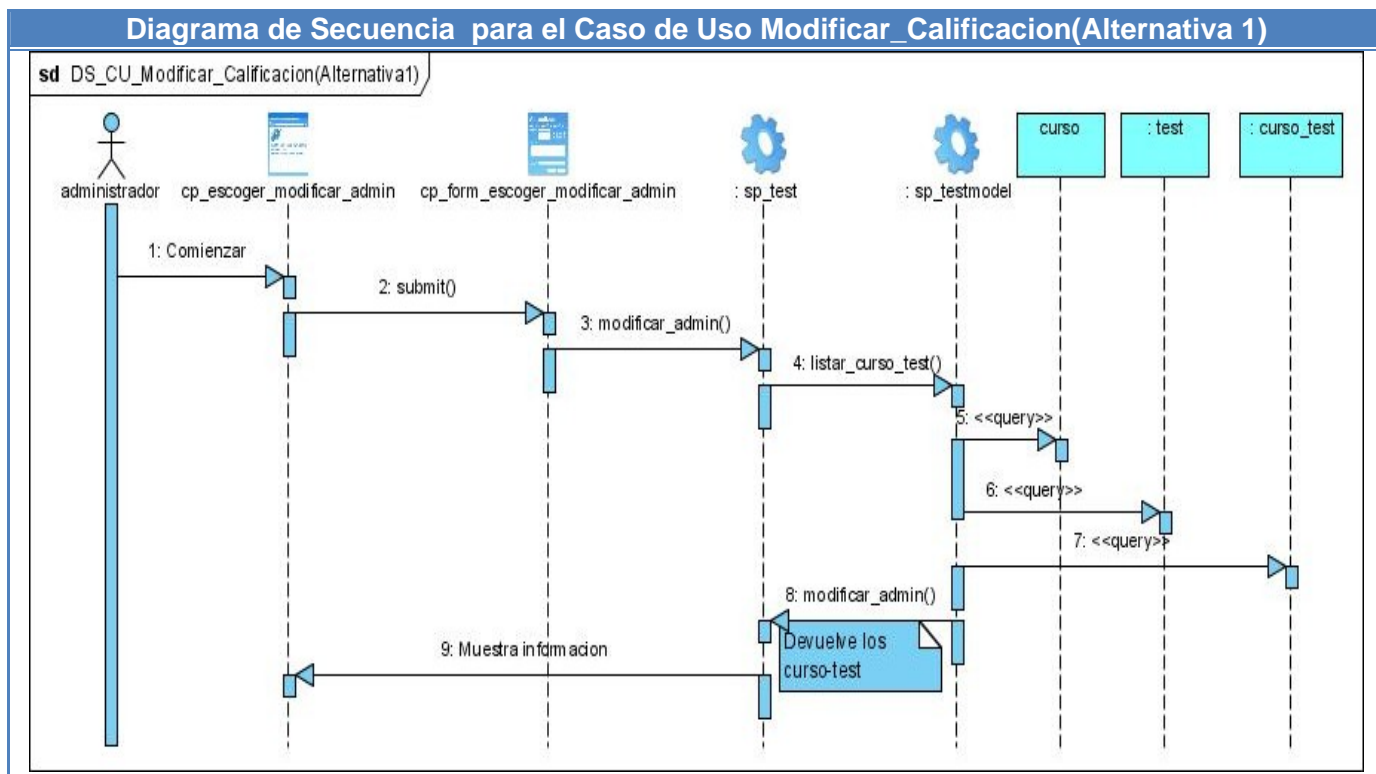 Diagrama de Secuencia para el Caso de Uso Modificar_Calificacion(Alternativa 1)
sd DS_CU_Modificar_Calificacion(Alternativa1)
administrador
cp_escoger_modificar_admin
cp_form_escoger_modificar_admin
: sp_test
: sp_testmodel
curso
: test
: curso_test
1: Comienzar
2: submit()
3: modificar_admin()
4: listar_curso_test()
5: <<query>>
6: <<query>>
7: <<query>>
8: modificar_admin()
Devuelve los
curso-test
9: Muestra informacion